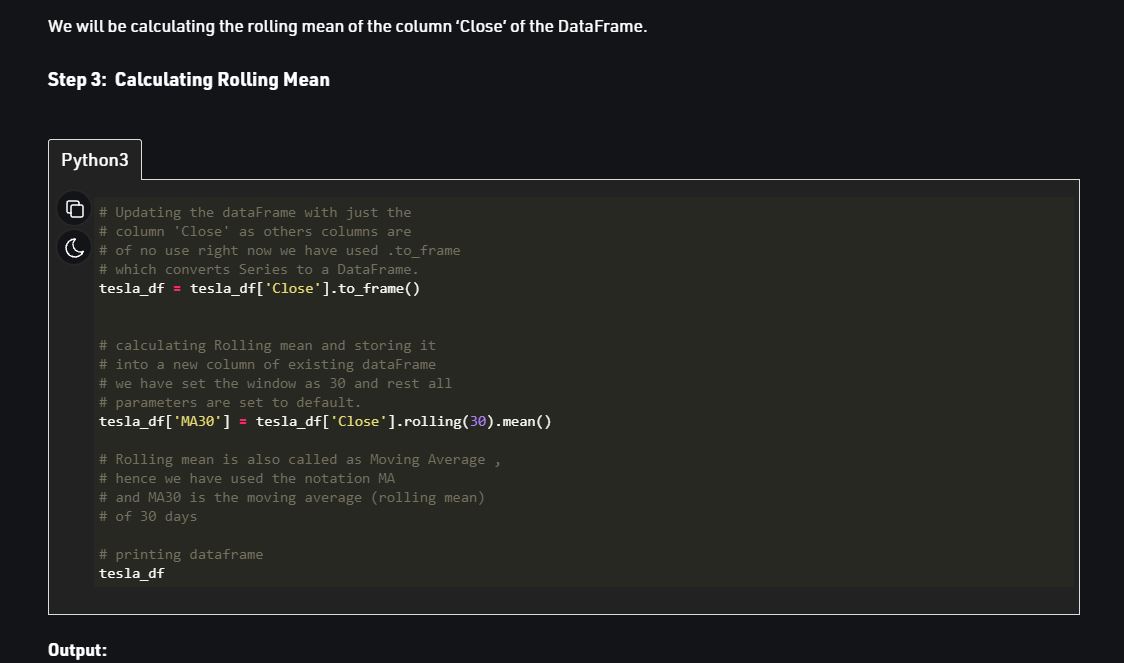 We will be calculating the rolling mean of the column ‘Close’ of the DataFrame.
Step 3:  Calculating Rolling Mean
Python3
# Updating the dataFrame with just the
# column 'Close' as others columns are
# of no use right now we have used .to_frame
# which converts Series to a DataFrame.
tesla_df = tesla_df['Close'].to_frame()
# calculating Rolling mean and storing it
# into a new column of existing dataFrame
# we have set the window as 30 and rest all
# parameters are set to default.
tesla_df['MA30'] = tesla_df['Close'].rolling(30).mean()
# Rolling mean is also called as Moving Average ,
# hence we have used the notation MA
# and MA30 is the moving average (rolling mean)
# of 30 days
# printing dataframe
tesla_df
Output: